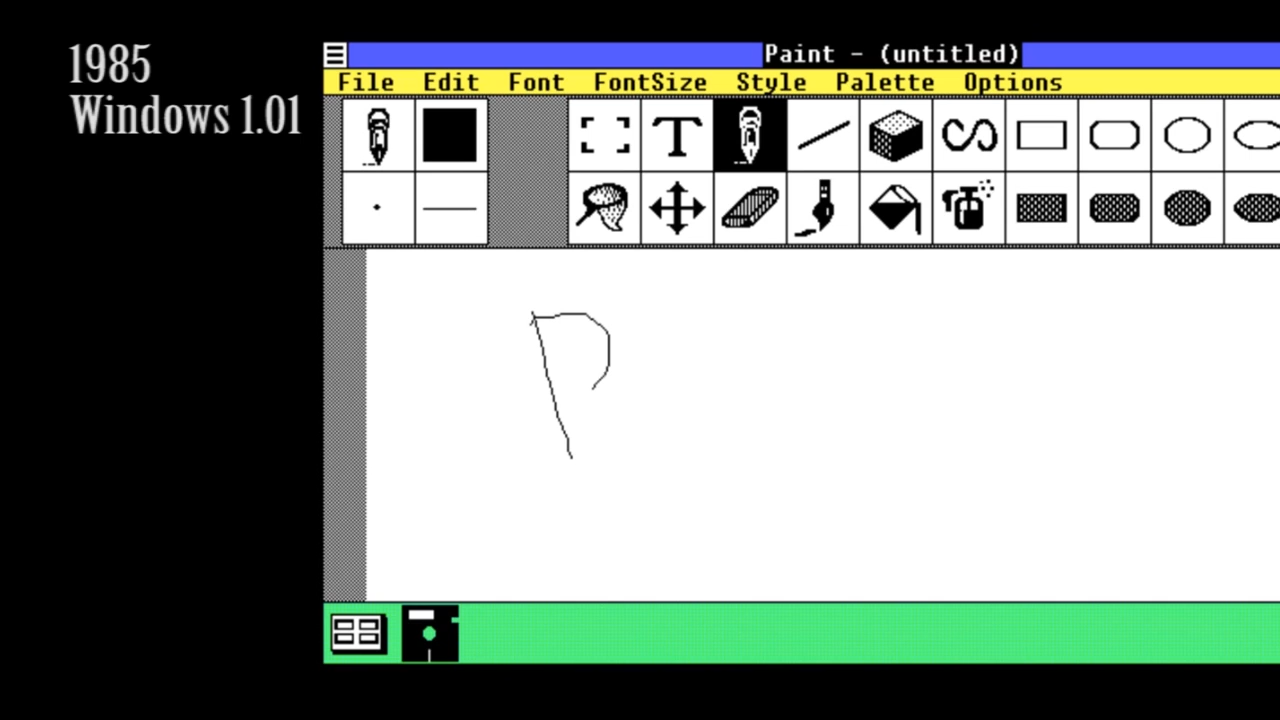 1985
Windows 1.01
Paint - (untitled)
File Edit Font FontSize Style Palette Options
T
P